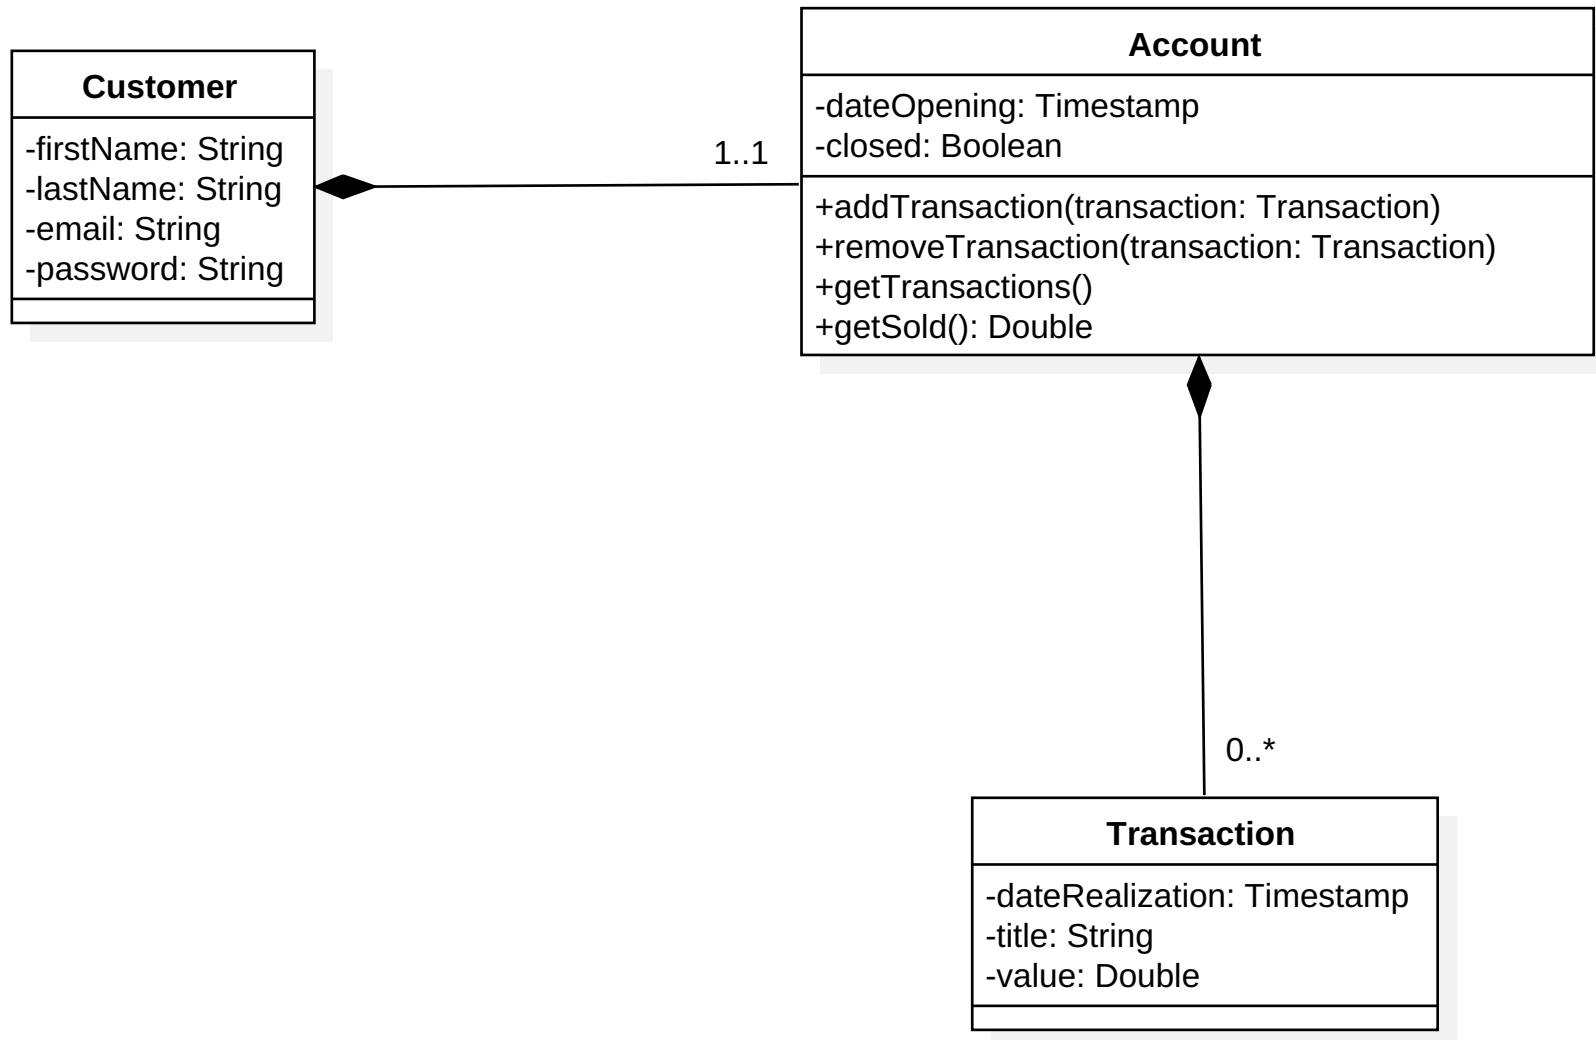 Customer
-firstName: String
-lastName: String
-email: String
-password: String
1..1
Account
-dateOpening: Timestamp
-closed: Boolean
+addTransaction(transaction: Transaction)
+removeTransaction(transaction: Transaction)
+getTransactions()
+getSold(): Double
0..*
Transaction
-dateRealization: Timestamp
-title: String
-value: Double